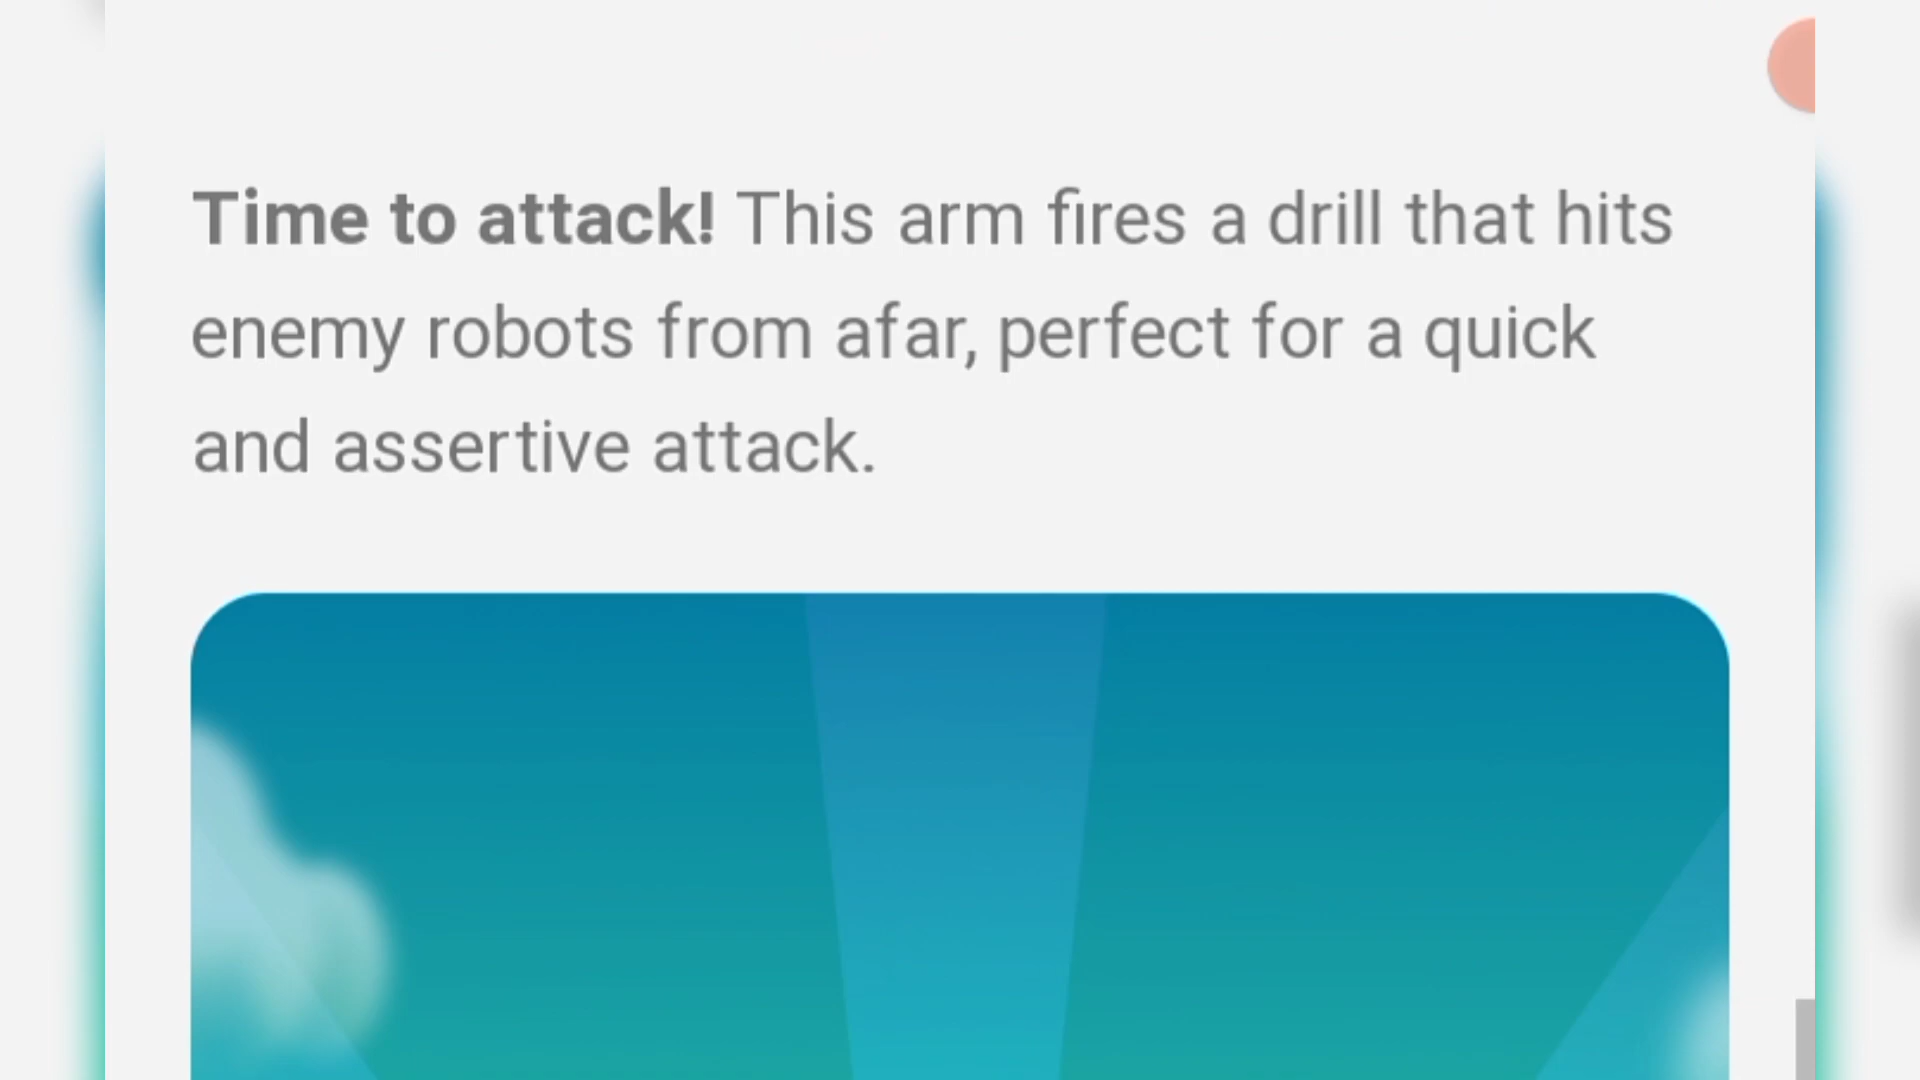 Time to attack! This arm fires a drill that hits
enemy robots from afar, perfect for a quick
and assertive attack.